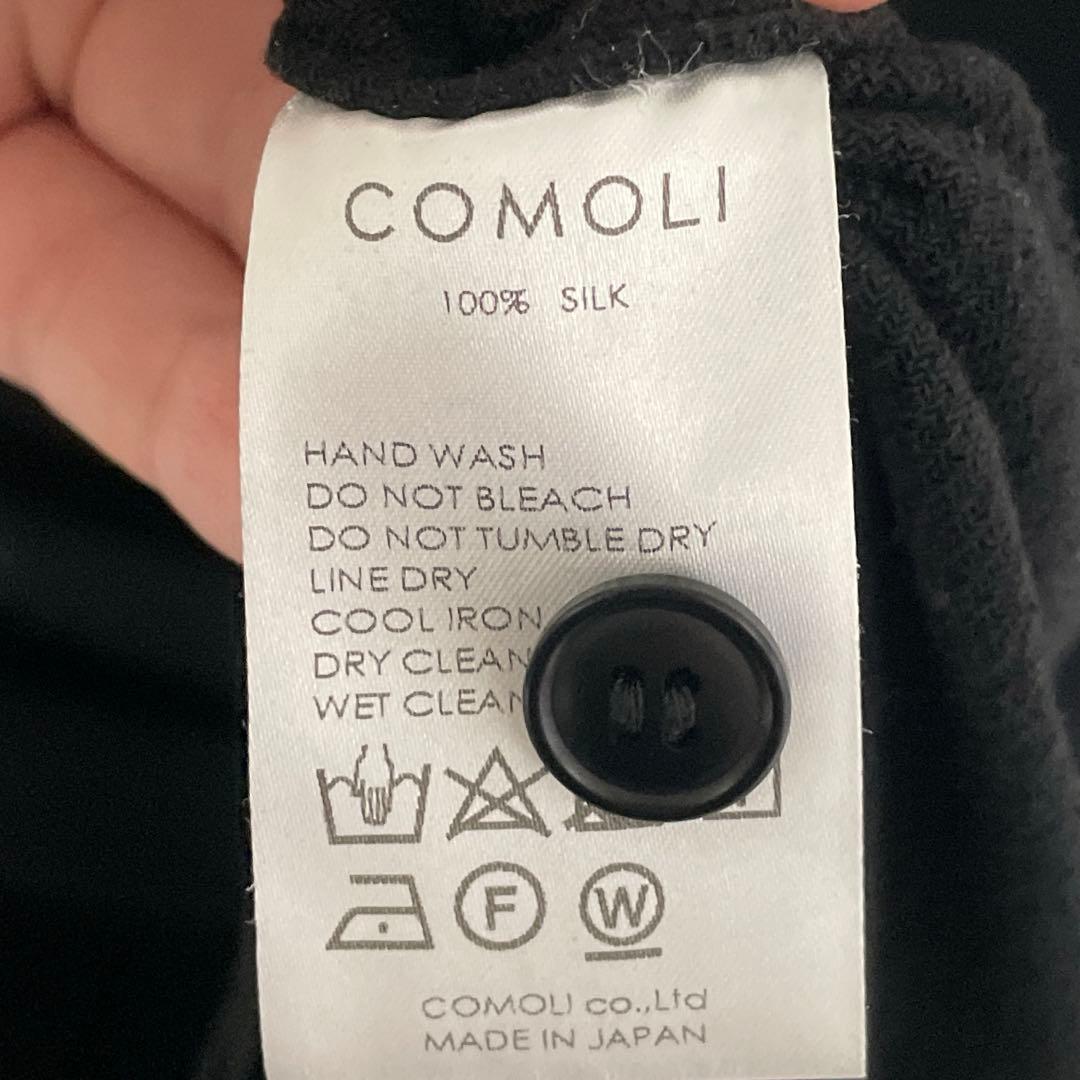 COMOLI
100% SILK
HAND WASH
DO NOT BLEACH
DO NOT TUMBLE DRY
LINE DRY
COOL IRON
DRY CLEAN
WET CLEAN
F W
COMOLI co.,Ltd
MADE IN JAPAN